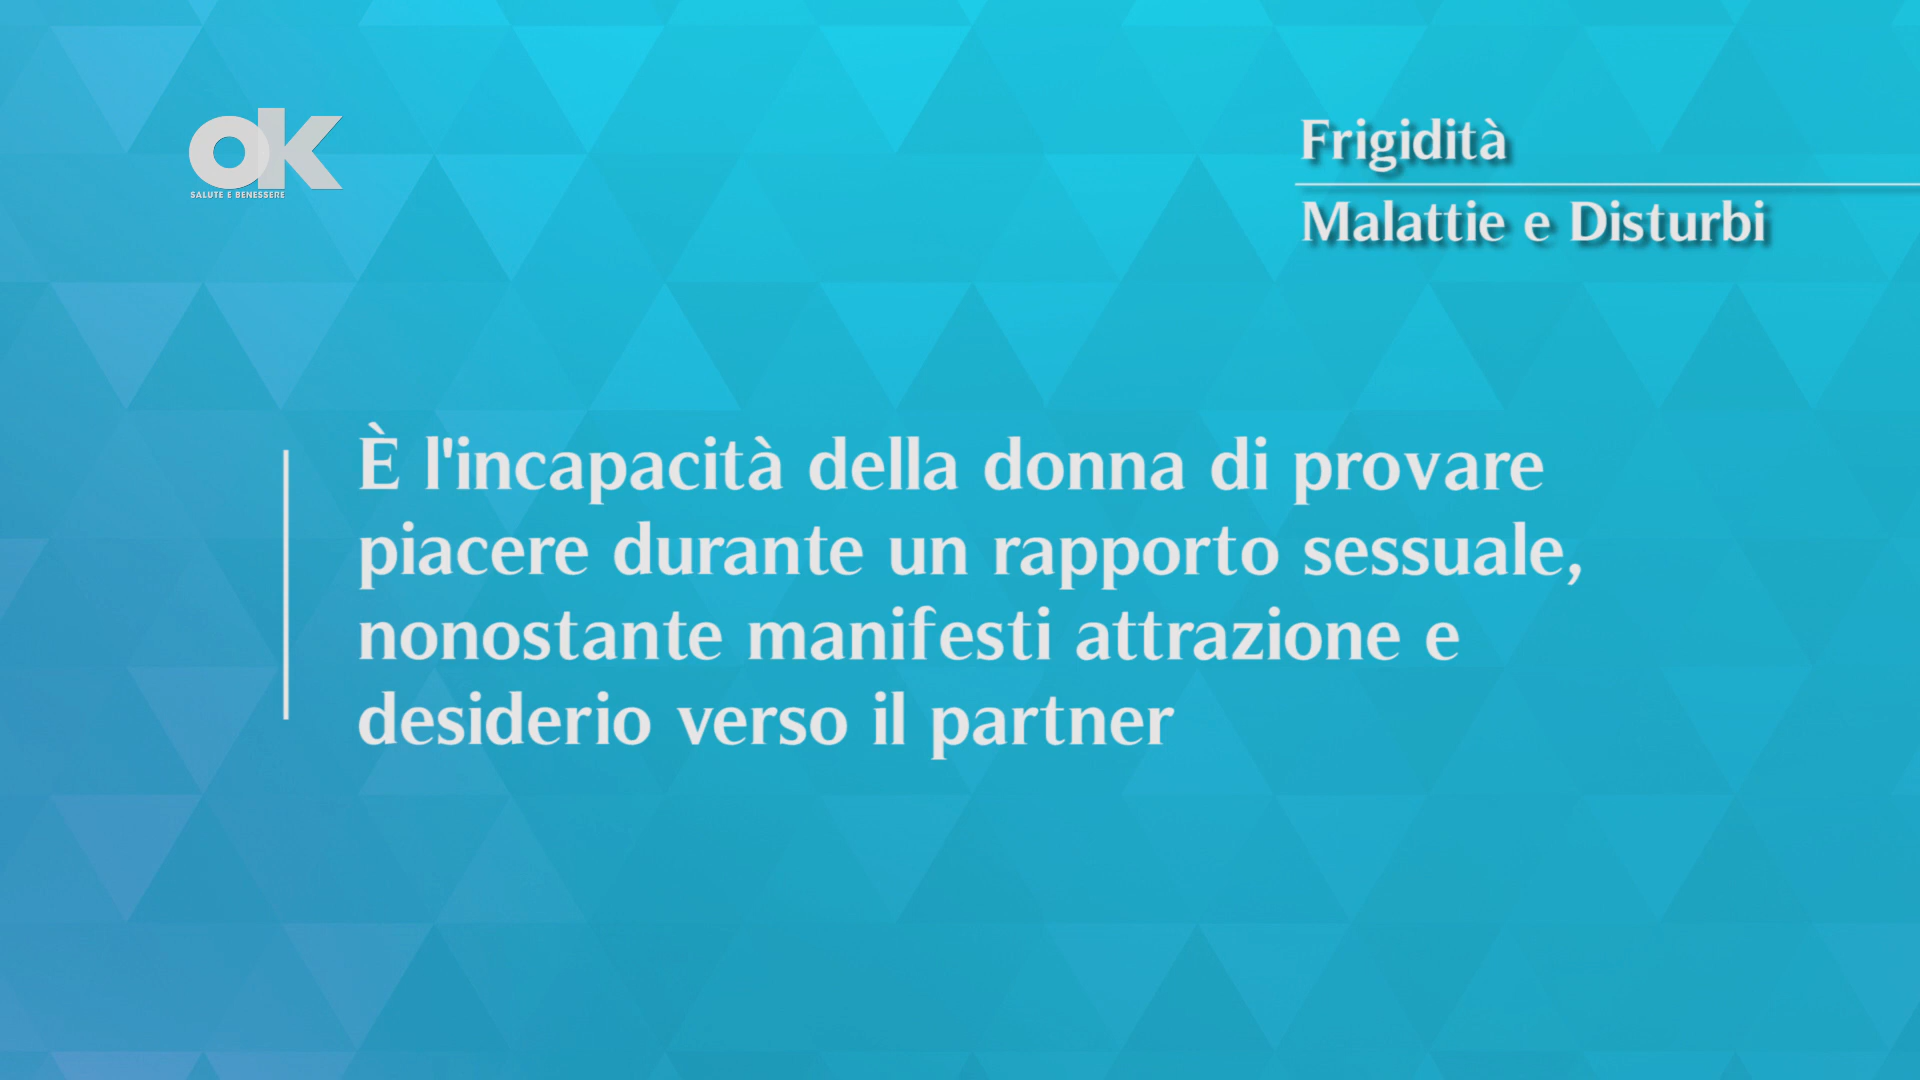 ok
SALUTE E BENESSERE
Frigidità
Malattie e Disturbi
È l'incapacità della donna di provare
piacere durante un rapporto sessuale,
nonostante manifesti attrazione e
desiderio verso il partner